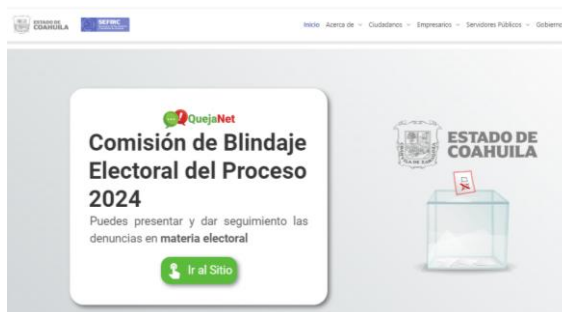 ESTADO DE
COAHUILA
SEFIRC
Inicio Acerca de Ciudadanos Empresarios Servidores Públicos Gobierno
QuejaNet
Comisión de Blindaje
Electoral del Proceso
2024
Puedes presentar y dar seguimiento las
denuncias en materia electoral
Ir al Sitio
ESTADO DE
COAHUILA